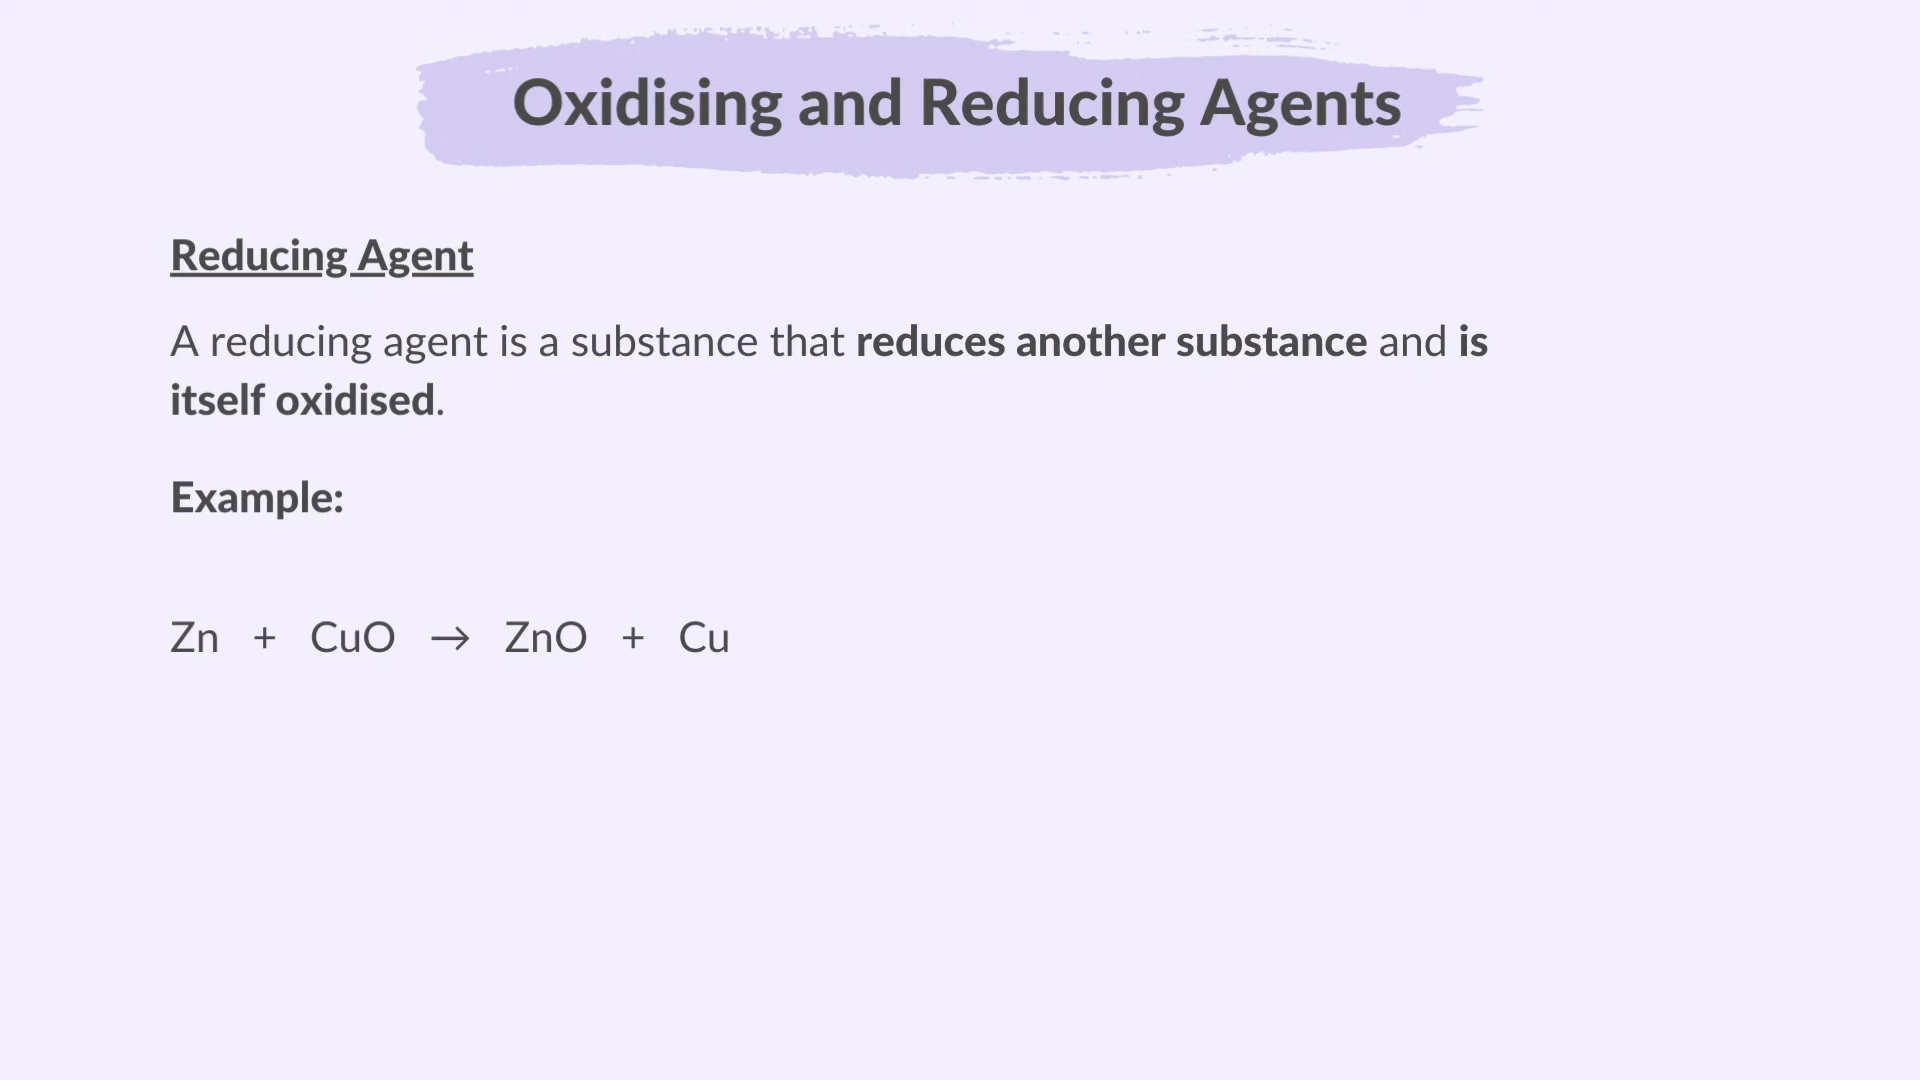 Oxidising and Reducing Agents
Reducing Agent
A reducing agent is a substance that reduces another substance and is
itself oxidised.
Example:
Zn + CuO → ZnO + Cu